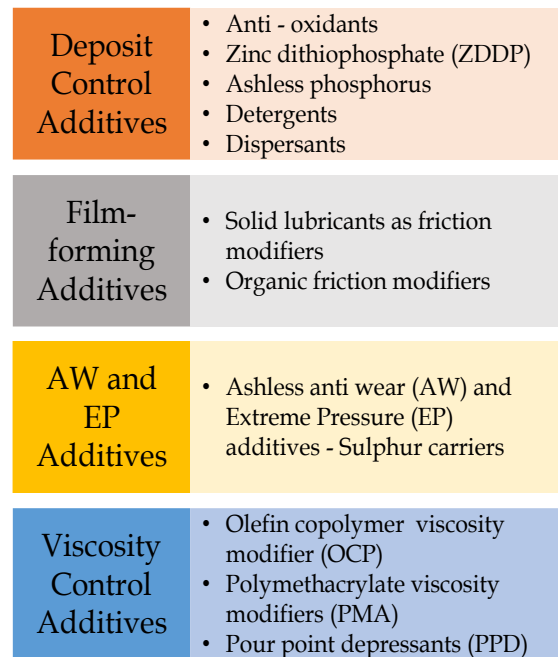 Deposit
Control
Additives
• Anti - oxidants
• Zinc dithiophosphate (ZDDP)
• Ashless phosphorus
• Detergents
• Dispersants
Film-
forming
Additives
• Solid lubricants as friction
modifiers
• Organic friction modifiers
AW and
EP
Additives
• Ashless anti wear (AW) and
Extreme Pressure (EP)
additives - Sulphur carriers
Viscosity
Control
Additives
• Olefin copolymer viscosity
modifier (OCP)
• Polymethacrylate viscosity
modifiers (PMA)
• Pour point depressants (PPD)